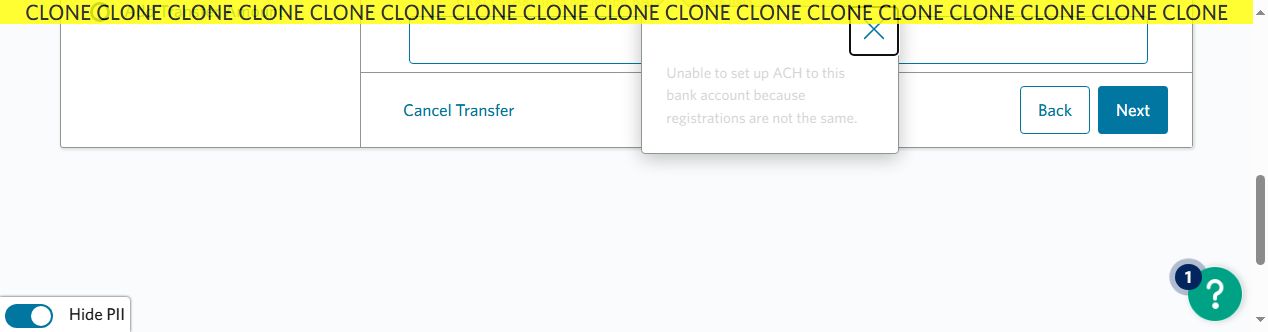 CLONE CLONE CLONE CLONE CLONE CLONE CLONE CLONE CLONE CLONE CLONE CLONE CLONE CLONE CLONE CLONE CLONE
Unable to set up ACH to this
bank account because
registrations are not the same.
Cancel Transfer
Back
Next
1
?
Hide PII